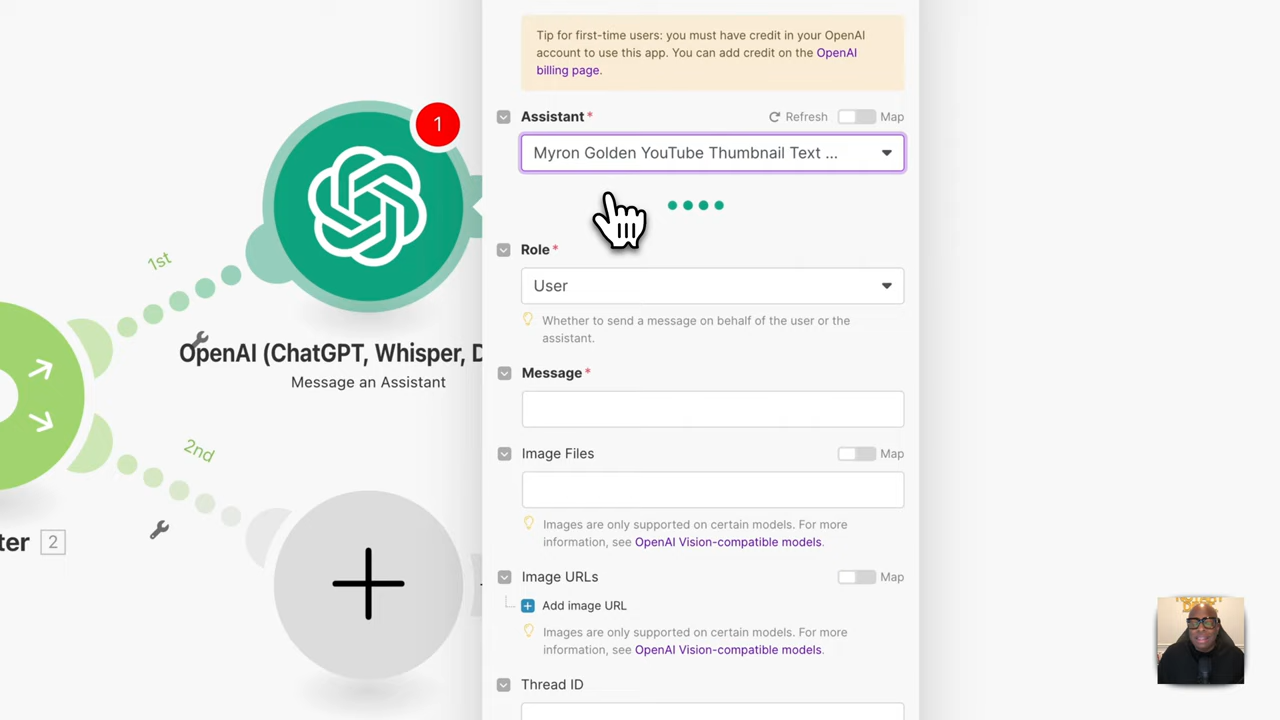 Tip for first-time users: you must have credit in your OpenAI
account to use this app. You can add credit on the OpenAI
billing page.
Assistant *
Refresh
Map
Myron Golden YouTube Thumbnail Text ...
Role *
User
Whether to send a message on behalf of the user or the
assistant.
Message *
Image Files
Map
Images are only supported on certain models. For more
information, see OpenAI Vision-compatible models.
Image URLs
Map
Add image URL
Images are only supported on certain models. For more
information, see OpenAI Vision-compatible models.
Thread ID
1
1st
OpenAI (ChatGPT, Whisper, D
Message an Assistant
2nd
ter 2